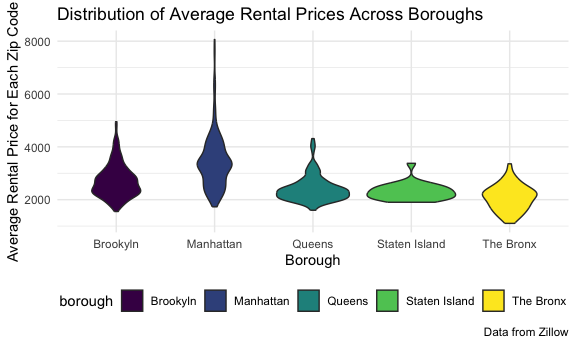 Distribution of Average Rental Prices Across Boroughs
Average Rental Price for Each Zip Code
8000
6000
4000
2000
Brookyln
Manhattan
Queens
Staten Island
The Bronx
Borough
borough
Brookyln
Manhattan
Queens
Staten Island
The Bronx
Data from Zillow